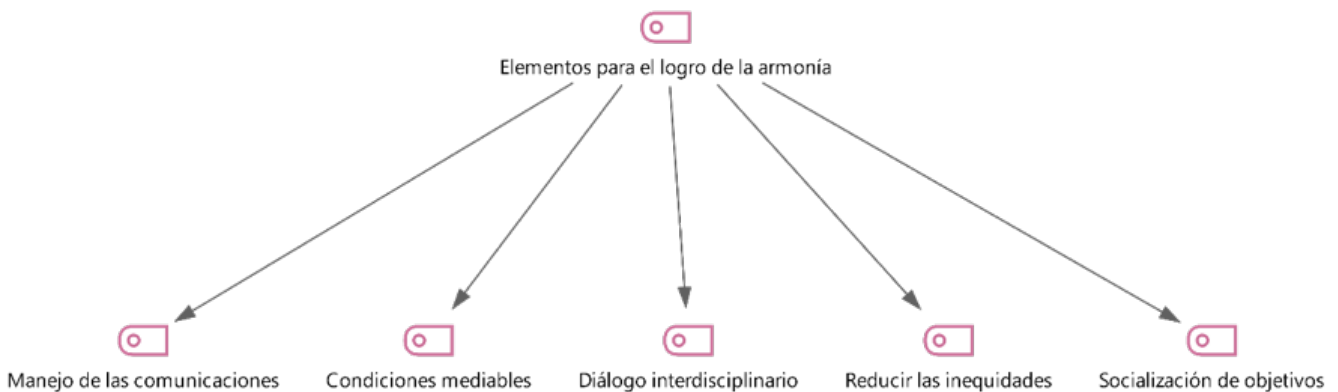 Elementos para el logro de la armonía
Manejo de las comunicaciones
Condiciones mediables
Diálogo interdisciplinario
Reducir las inequidades
Socialización de objetivos